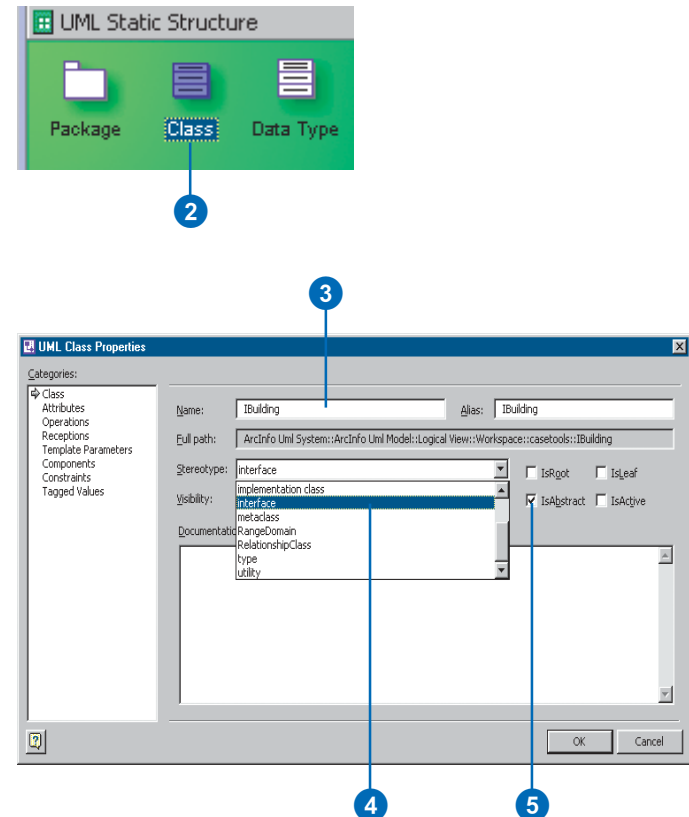 UML Static Structure
Package
Class
Data Type
2
3
UML Class Properties
Categories:
Class
Attributes
Operations
Receptions
Template Parameters
Components
Constraints
Tagged Values
Name: IBuilding Alias: IBuilding
Full path: ArcInfo Uml System::ArcInfo Uml Model::Logical View::Workspace::casetools::IBuilding
Stereotype: interface IsRoot IsLeaf
Visibility: IsAbstract IsActive
implementation class
interface
metaclass
RangeDomain
RelationshipClass
type
utility
Documentatio
OK Cancel
4
5